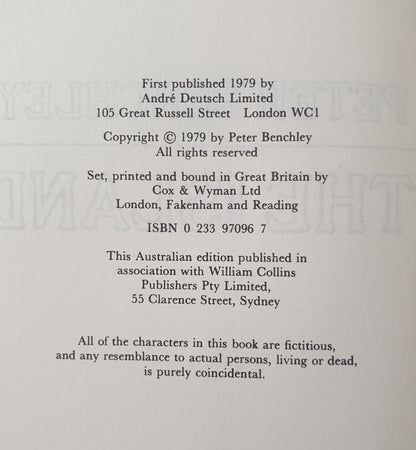 First published 1979 by
André Deutsch Limited
105 Great Russell Street London WC1
Copyright © 1979 by Peter Benchley
All rights reserved
Set, printed and bound in Great Britain by
Cox & Wyman Ltd
London, Fakenham and Reading
ISBN 0 233 97096 7
This Australian edition published in
association with William Collins
Publishers Pty Limited,
55 Clarence Street, Sydney
All of the characters in this book are fictitious,
and any resemblance to actual persons, living or dead,
is purely coincidental.